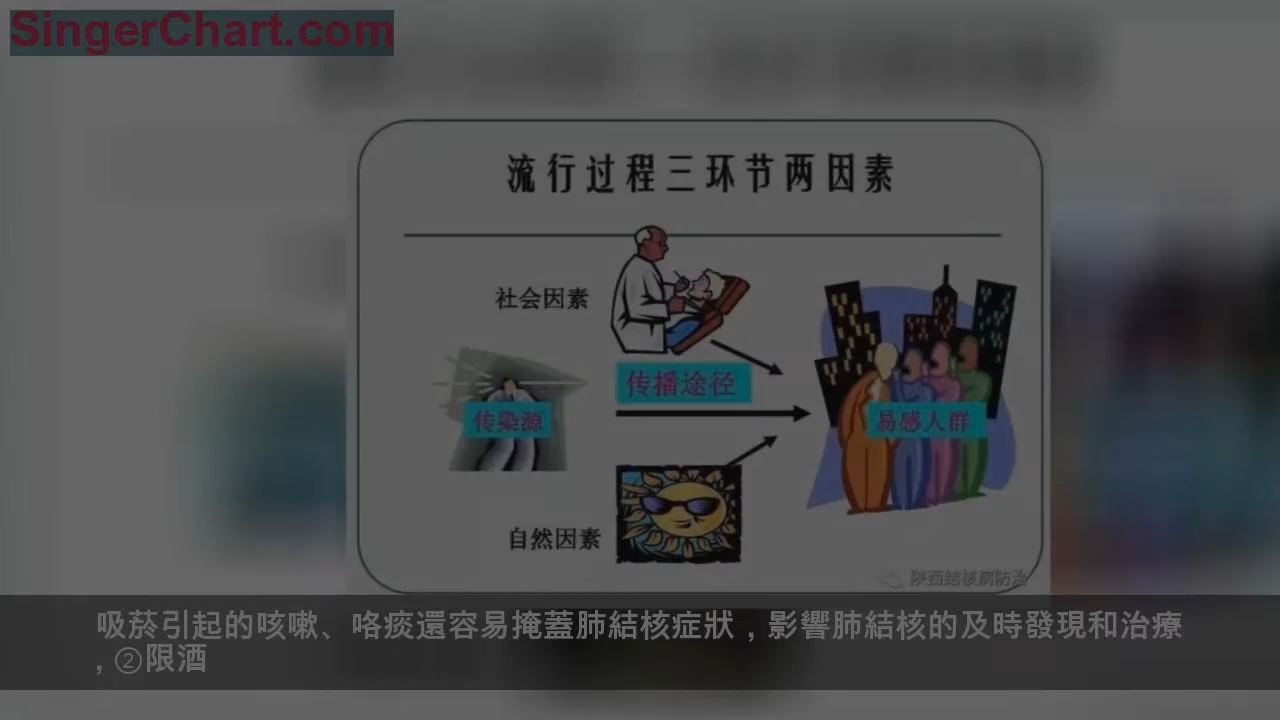 SingerChart.com
流行过程三环节两因素
社会因素
传播途径
传染源
易感人群
自然因素
陕西结核病防治
吸菸引起的咳嗽、咯痰還容易掩蓋肺結核症狀，影響肺結核的及時發現和治療
，②限酒